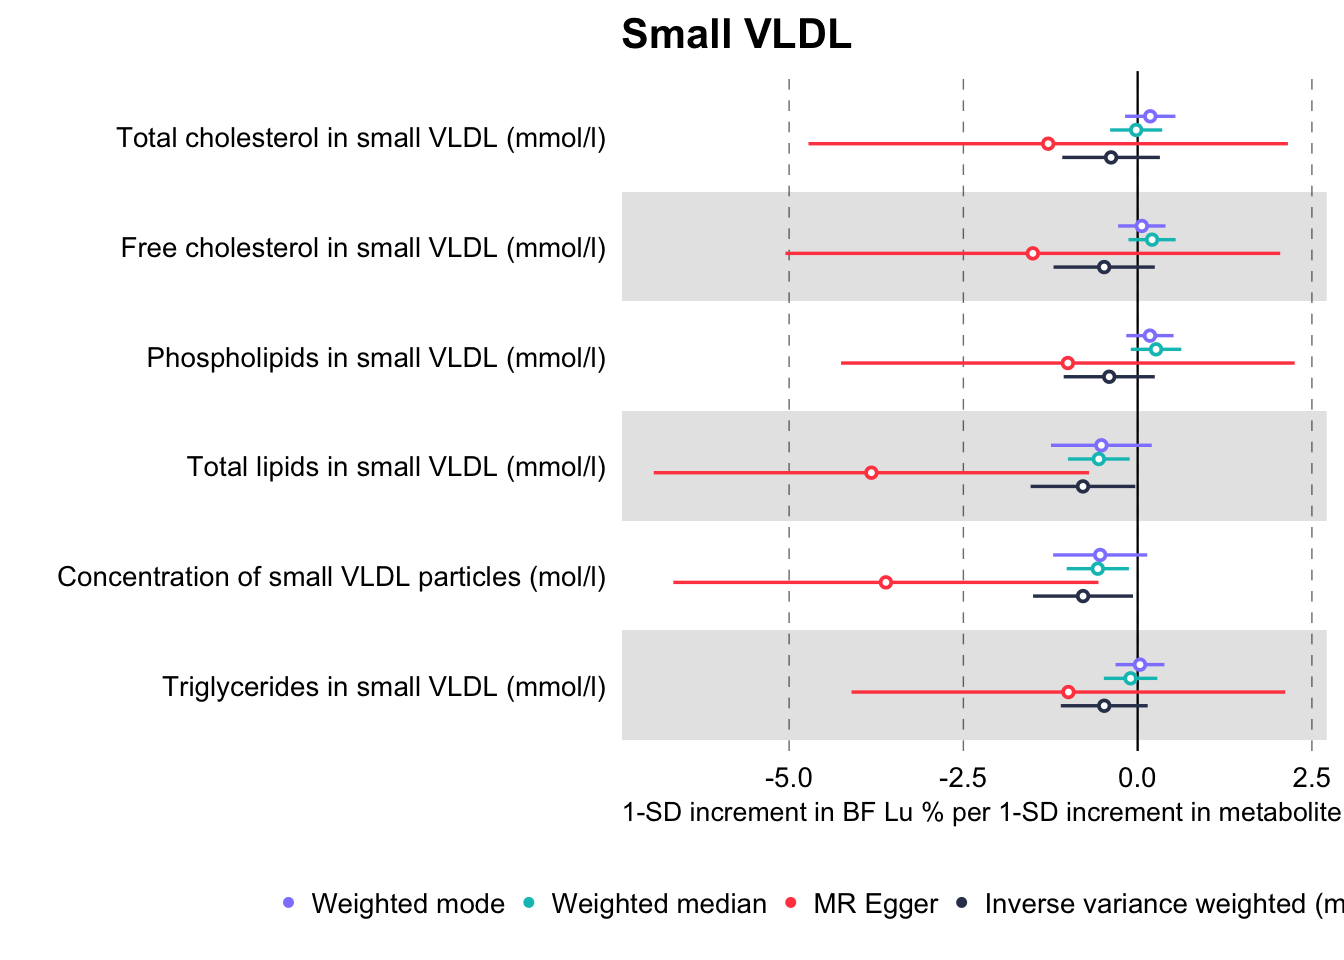 Small VLDL
Total cholesterol in small VLDL (mmol/l)
Free cholesterol in small VLDL (mmol/l)
Phospholipids in small VLDL (mmol/l)
Total lipids in small VLDL (mmol/l)
Concentration of small VLDL particles (mol/l)
Triglycerides in small VLDL (mmol/l)
-5.0 -2.5 0.0 2.5
1-SD increment in BF Lu % per 1-SD increment in metabolite
Weighted mode Weighted median MR Egger Inverse variance weighted (m